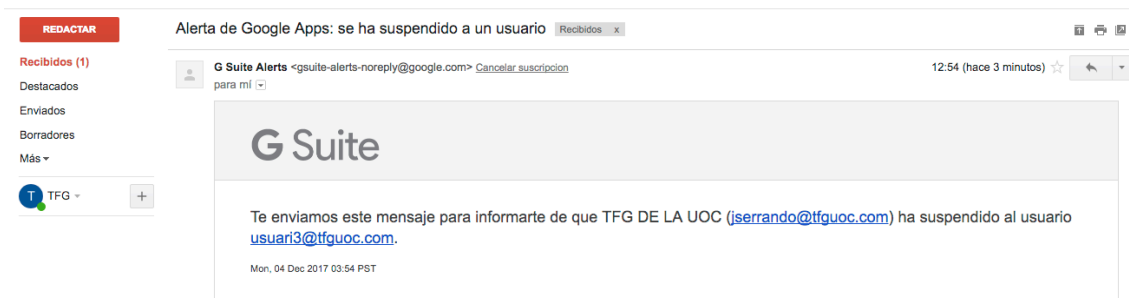 REDACTAR
Recibidos (1)
Destacados
Enviados
Borradores
Más
T TFG
Alerta de Google Apps: se ha suspendido a un usuario Recibidos x
G Suite Alerts <gsuite-alerts-noreply@google.com> Cancelar suscripcion 12:54 (hace 3 minutos)
para mí
G Suite
Te enviamos este mensaje para informarte de que TFG DE LA UOC (jserrando@tfguoc.com) ha suspendido al usuario
usuari3@tfguoc.com.
Mon, 04 Dec 2017 03:54 PST